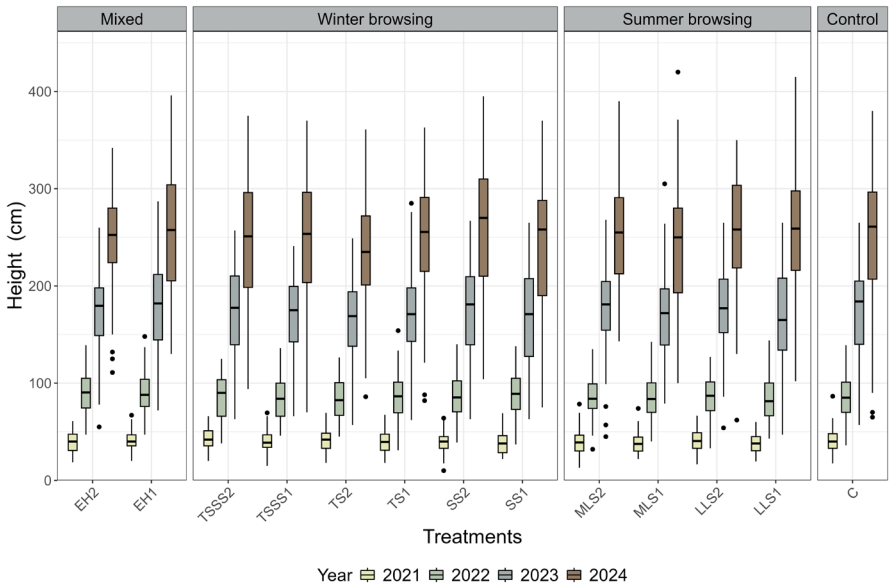 Mixed Winter browsing Summer browsing Control
400
300
200
100
0
Height (cm)
EH2 EH1 TSSS2 TSSS1 TS2 TS1 SS2 SS1 MLS2 MLS1 LLS2 LLS1 C
Treatments
Year 2021 2022 2023 2024